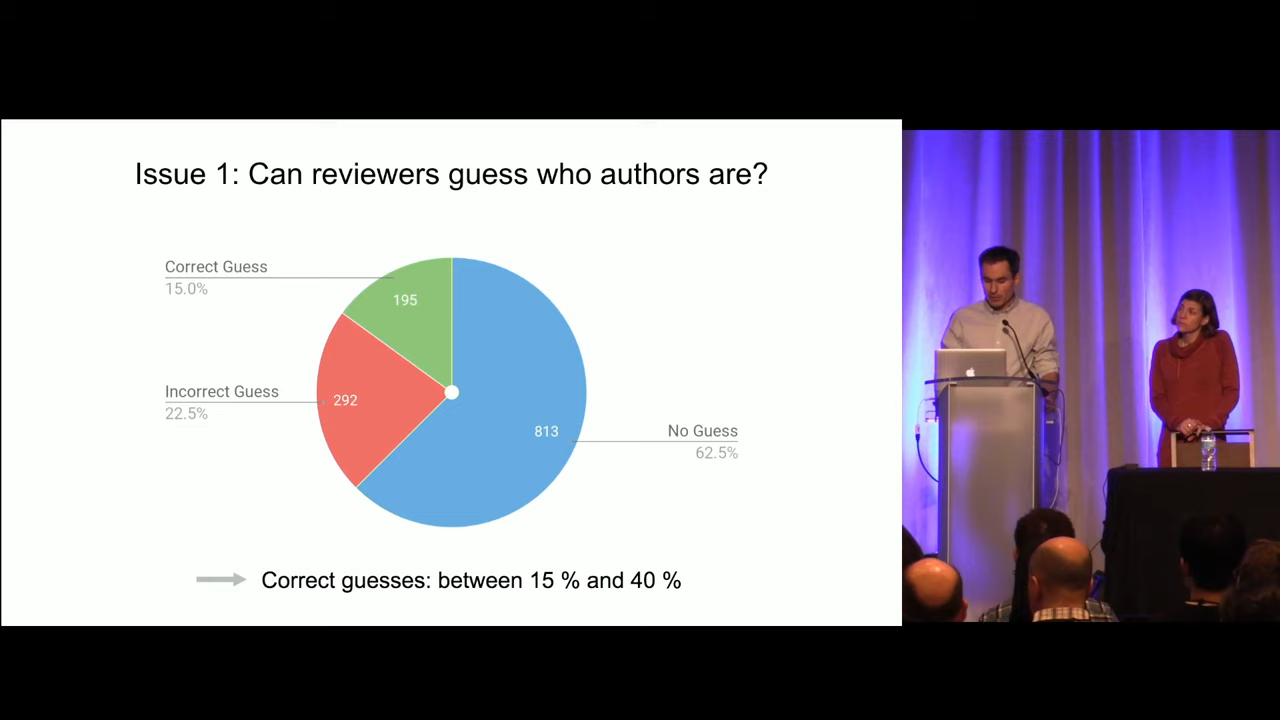 Issue 1: Can reviewers guess who authors are?
Correct Guess
15.0%
195
Incorrect Guess
22.5%
292
813
No Guess
62.5%
Correct guesses: between 15 % and 40 %